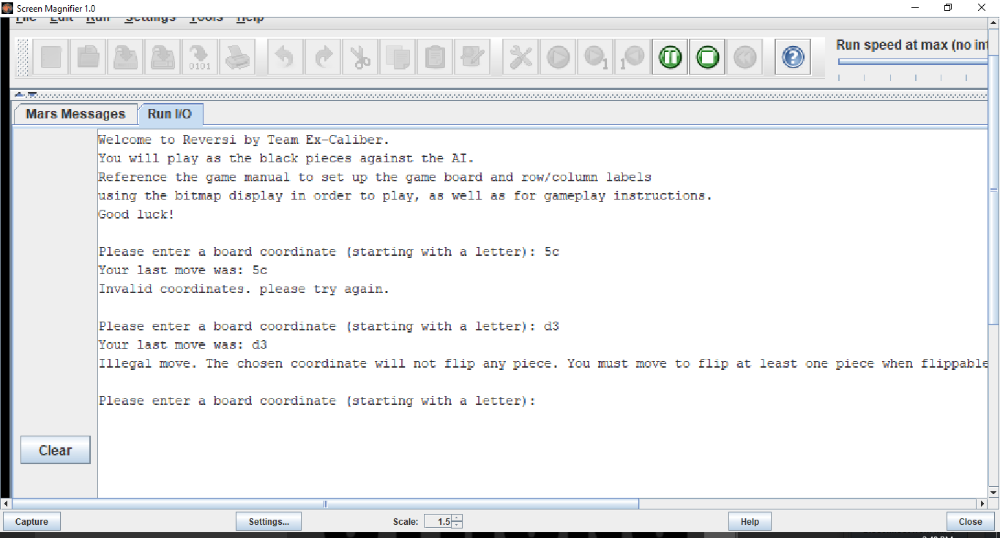 Screen Magnifier 1.0
File Edit Run Settings Tools Help
0101
1
1
Run speed at max (no int
Mars Messages
Run I/O
Welcome to Reversi by Team Ex-Caliber.
You will play as the black pieces against the AI.
Reference the game manual to set up the game board and row/column labels
using the bitmap display in order to play, as well as for gameplay instructions.
Good luck!
Please enter a board coordinate (starting with a letter): 5c
Your last move was: 5c
Invalid coordinates. please try again.
Please enter a board coordinate (starting with a letter): d3
Your last move was: d3
Illegal move. The chosen coordinate will not flip any piece. You must move to flip at least one piece when flippable
Please enter a board coordinate (starting with a letter):
Clear
Capture
Settings...
Scale: 1.5
Help
Close